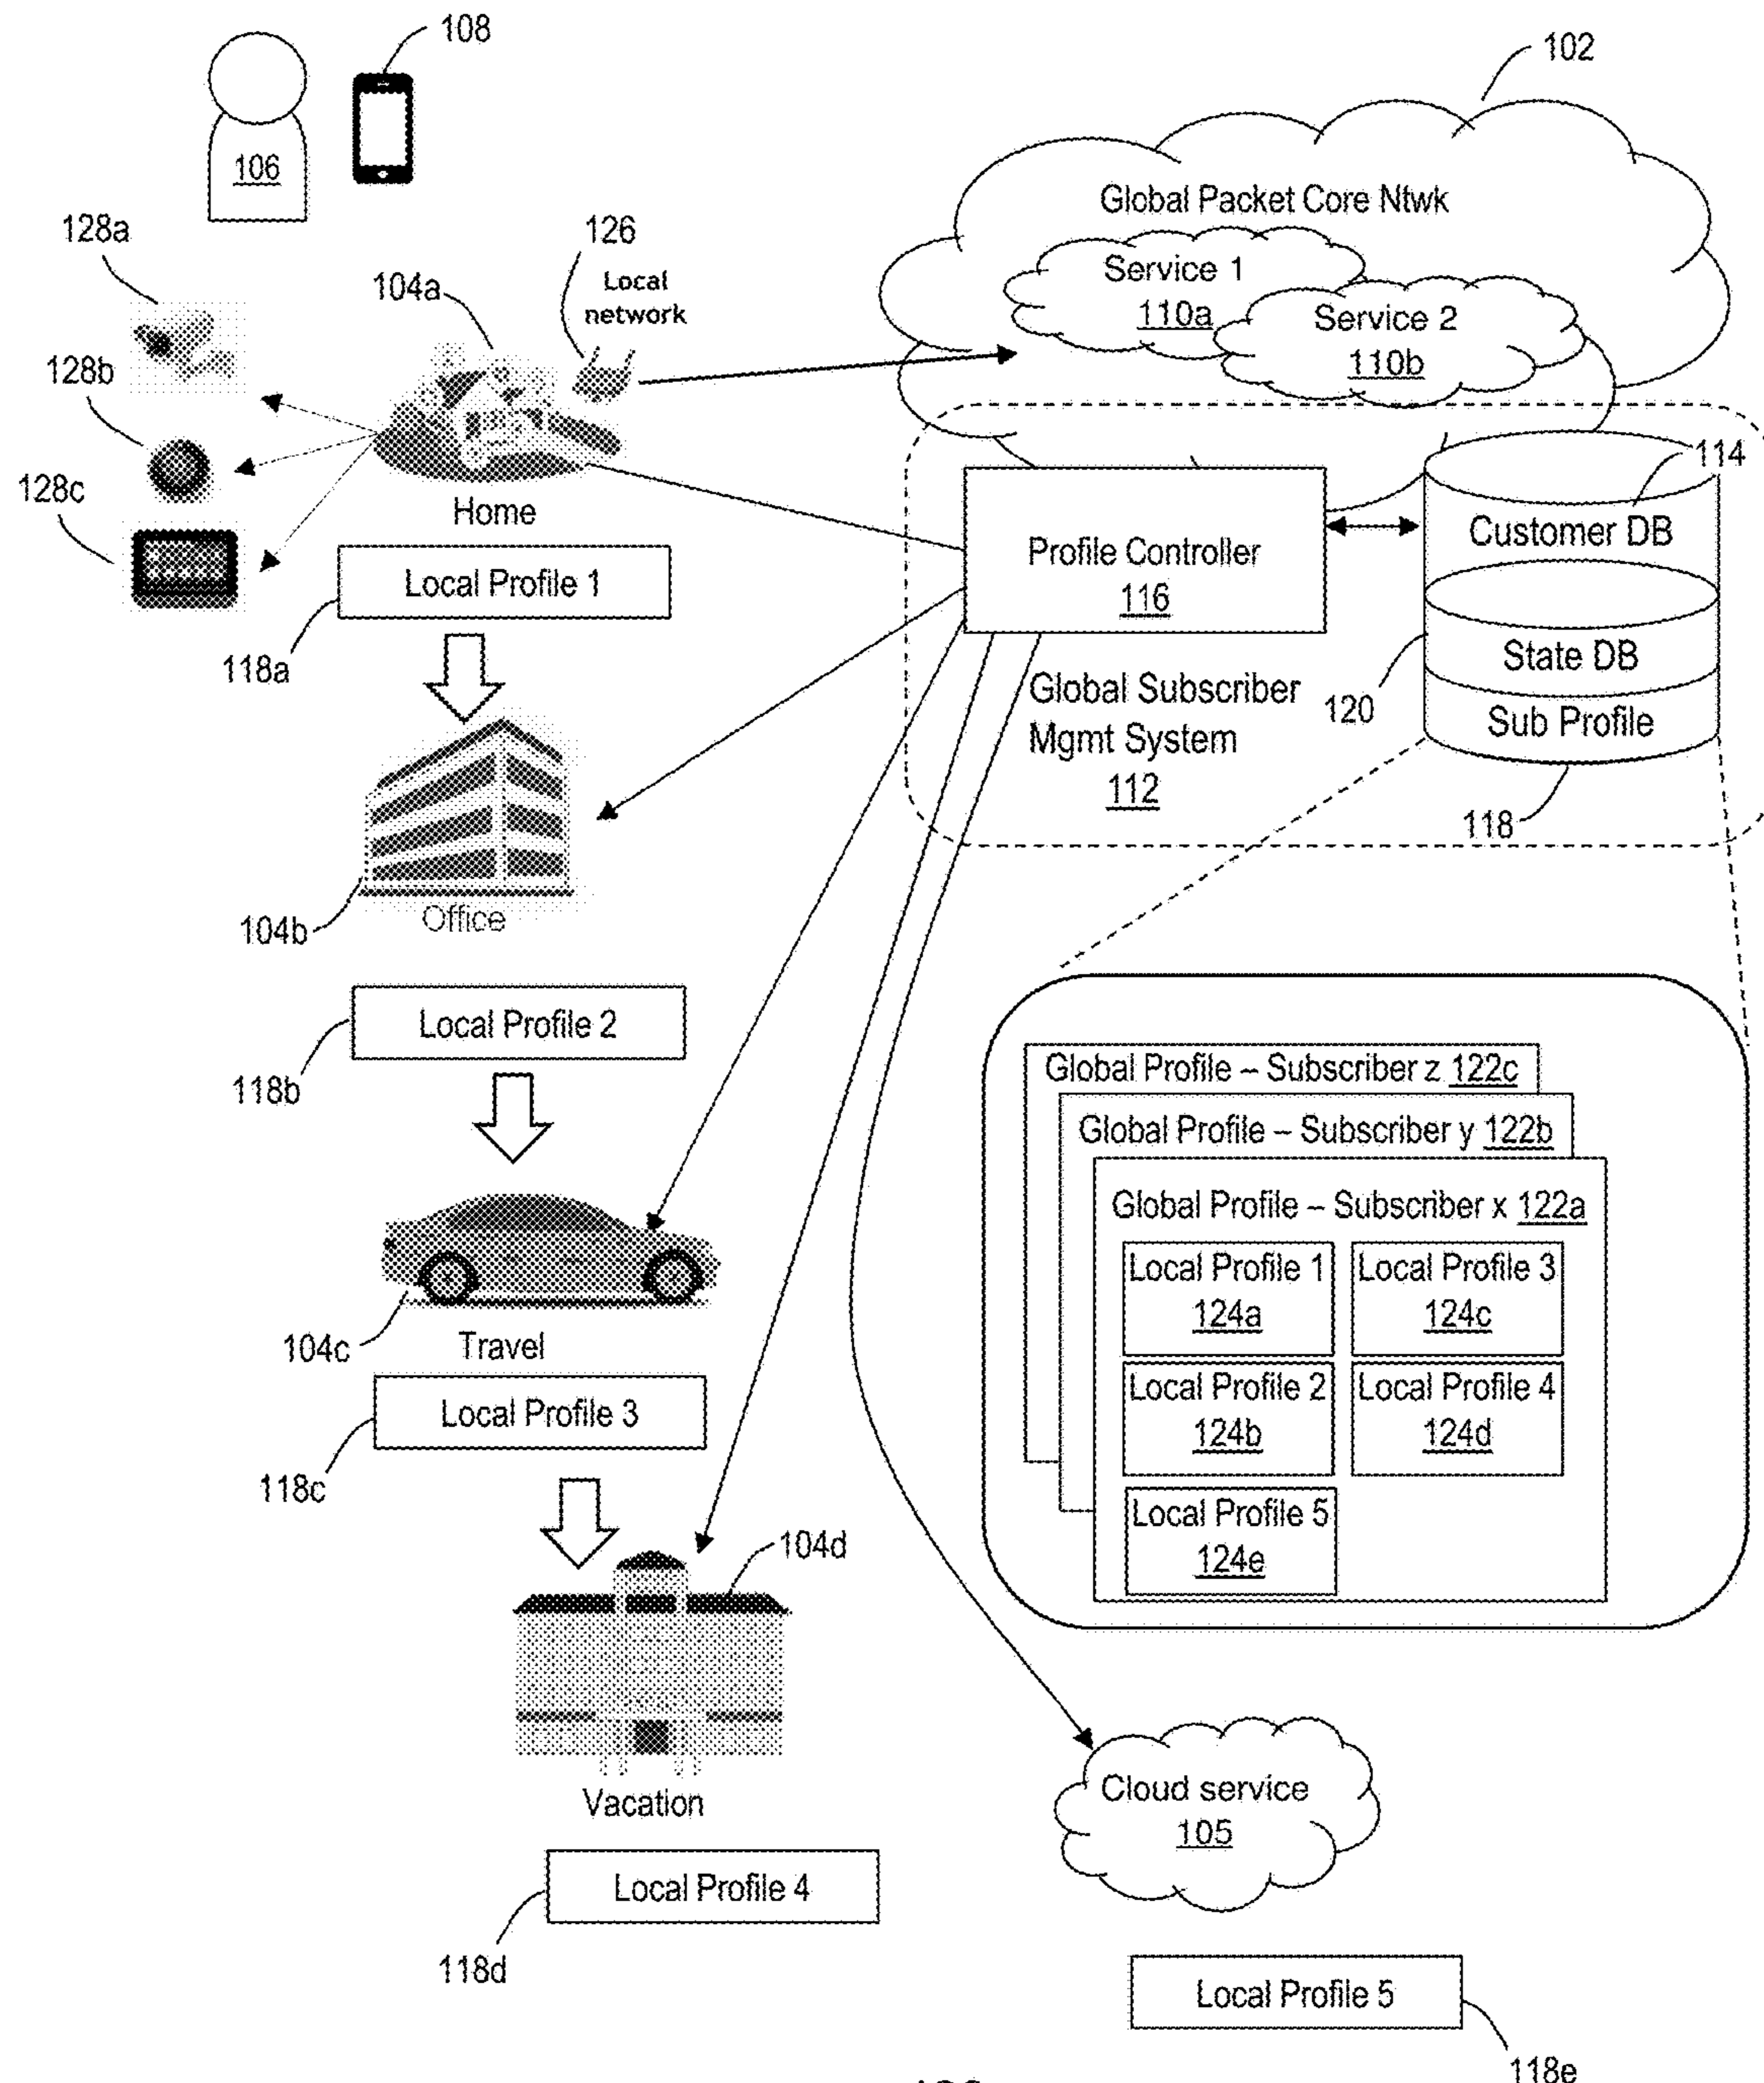 108
102
106
Global Packet Core Ntwk
128a
126
Local
network
104a
Service 1
110a
Service 2
110b
128b
128c
Home
114
Customer DB
Profile Controller
116
Local Profile 1
118a
State DB
120
Global Subscriber
Mgmt System
112
Sub Profile
118
104b
Office
Local Profile 2
118b
Global Profile – Subscriber z 122c
Global Profile – Subscriber y 122b
Global Profile – Subscriber x 122a
Local Profile 1
124a
Local Profile 3
124c
Local Profile 2
124b
Local Profile 4
124d
Local Profile 5
124e
104c
Travel
Local Profile 3
118c
104d
Vacation
Cloud service
105
Local Profile 4
118d
Local Profile 5
118e